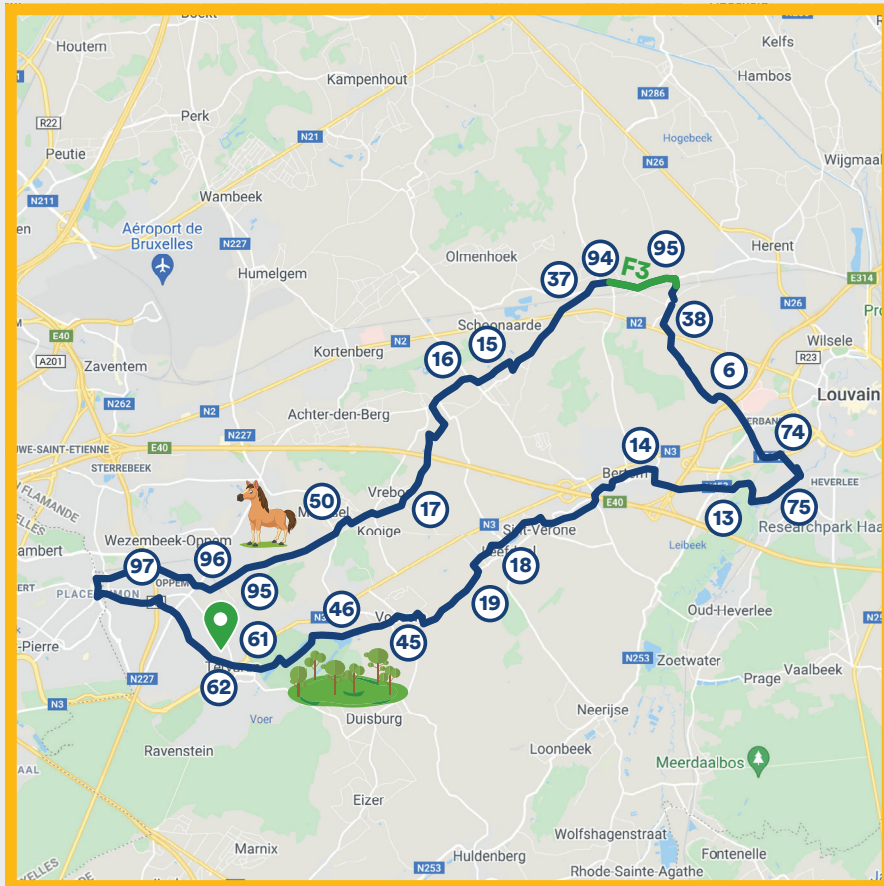 Houtem
Kelfs
Kampenhout
Hambos
N286
Perk
R22
N21
Hogebeek
Peutie
N26
Wijgmaal
N211
Wambeek
Aéroport de
Bruxelles
N227
Olmenhoek
94
F3
95
Herent
Humelgem
37
E314
N26
38
N2
E40
Schoonaarde
N2
Wilsele
Kortenberg
16
15
R23
A201
Zaventem
6
Louvain
N262
N2
Achter-den-Berg
N227
74
E40
14
N3
STERREBEEK
Bertem
HEVERLEE
50
Vrebos
17
E40
13
75
Kooige
N3
Researchpark Haa
Wezembeek-Oppem
Leibeek
96
18
97
95
19
Oud-Heverlee
46
61
45
N253
Zoetwater
62
N227
Vaalbeek
Prage
N3
Voer
Duisburg
Neerijse
Ravenstein
Loonbeek
Meerdaalbos
Eizer
Wolfshagenstraat
Marnix
Huldenberg
Fontenelle
N253
Rhode-Sainte-Agathe